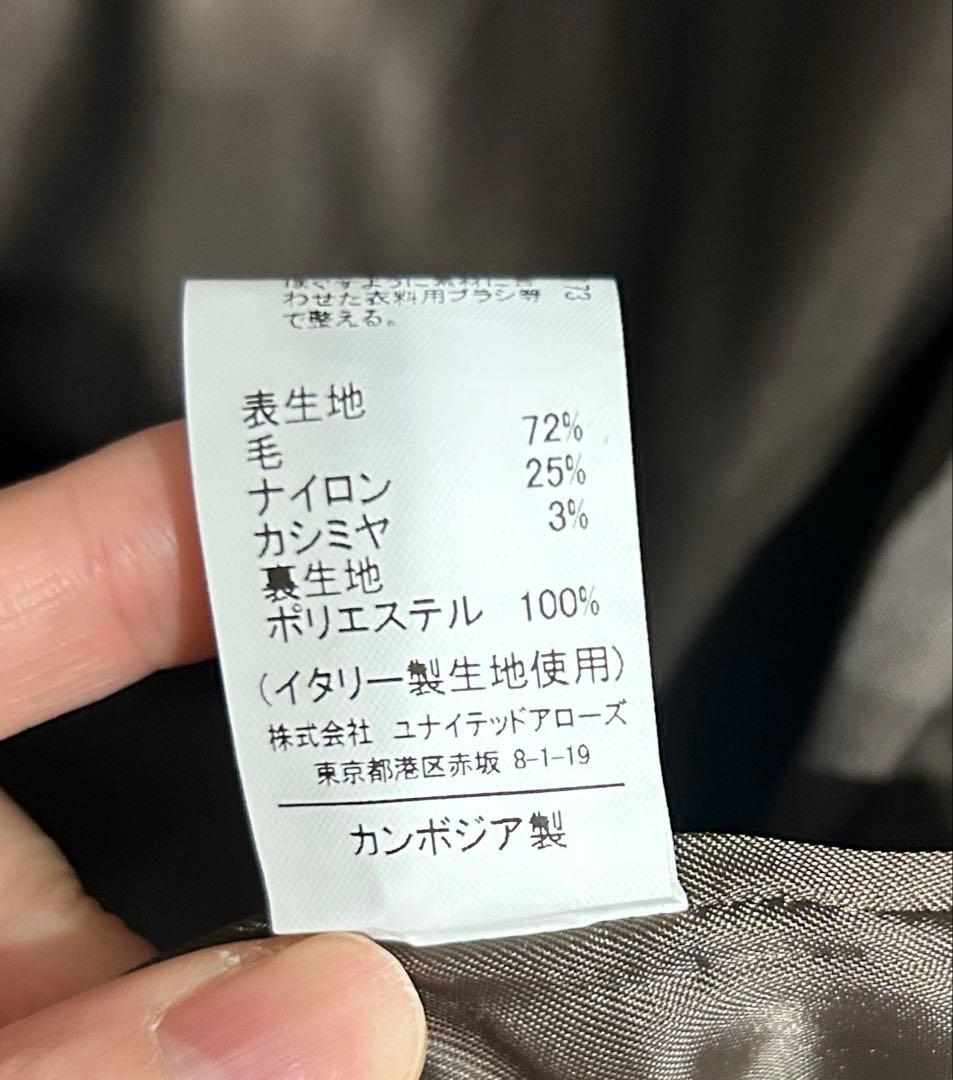 わせた衣料用ブラシ等
で整える。
表生地
毛 72%
ナイロン 25%
カシミヤ 3%
裏生地
ポリエステル 100%
(イタリー製生地使用)
株式会社 ユナイテッドアローズ
東京都港区赤坂 8-1-19
カンボジア製